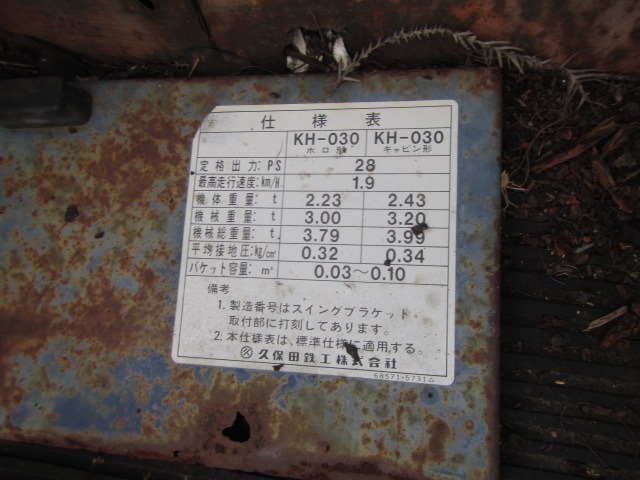 仕様表
KH-030 KH-030
ホロ形 キャビン形
定格出力:PS 28
最高走行速度:km/H 1.9
機体重量: t 2.23 2.43
機械重量: t 3.00 3.20
機械総重量: t 3.79 3.99
平均接地圧:kg/cm² 0.32 0.34
バケット容量: m³ 0.03～0.10
備考
1. 製造番号はスイングブラケット
取付部に打刻してあります。
2. 本仕様表は、標準仕様に適用する。
久保田鉄工株式会社
68571-5731